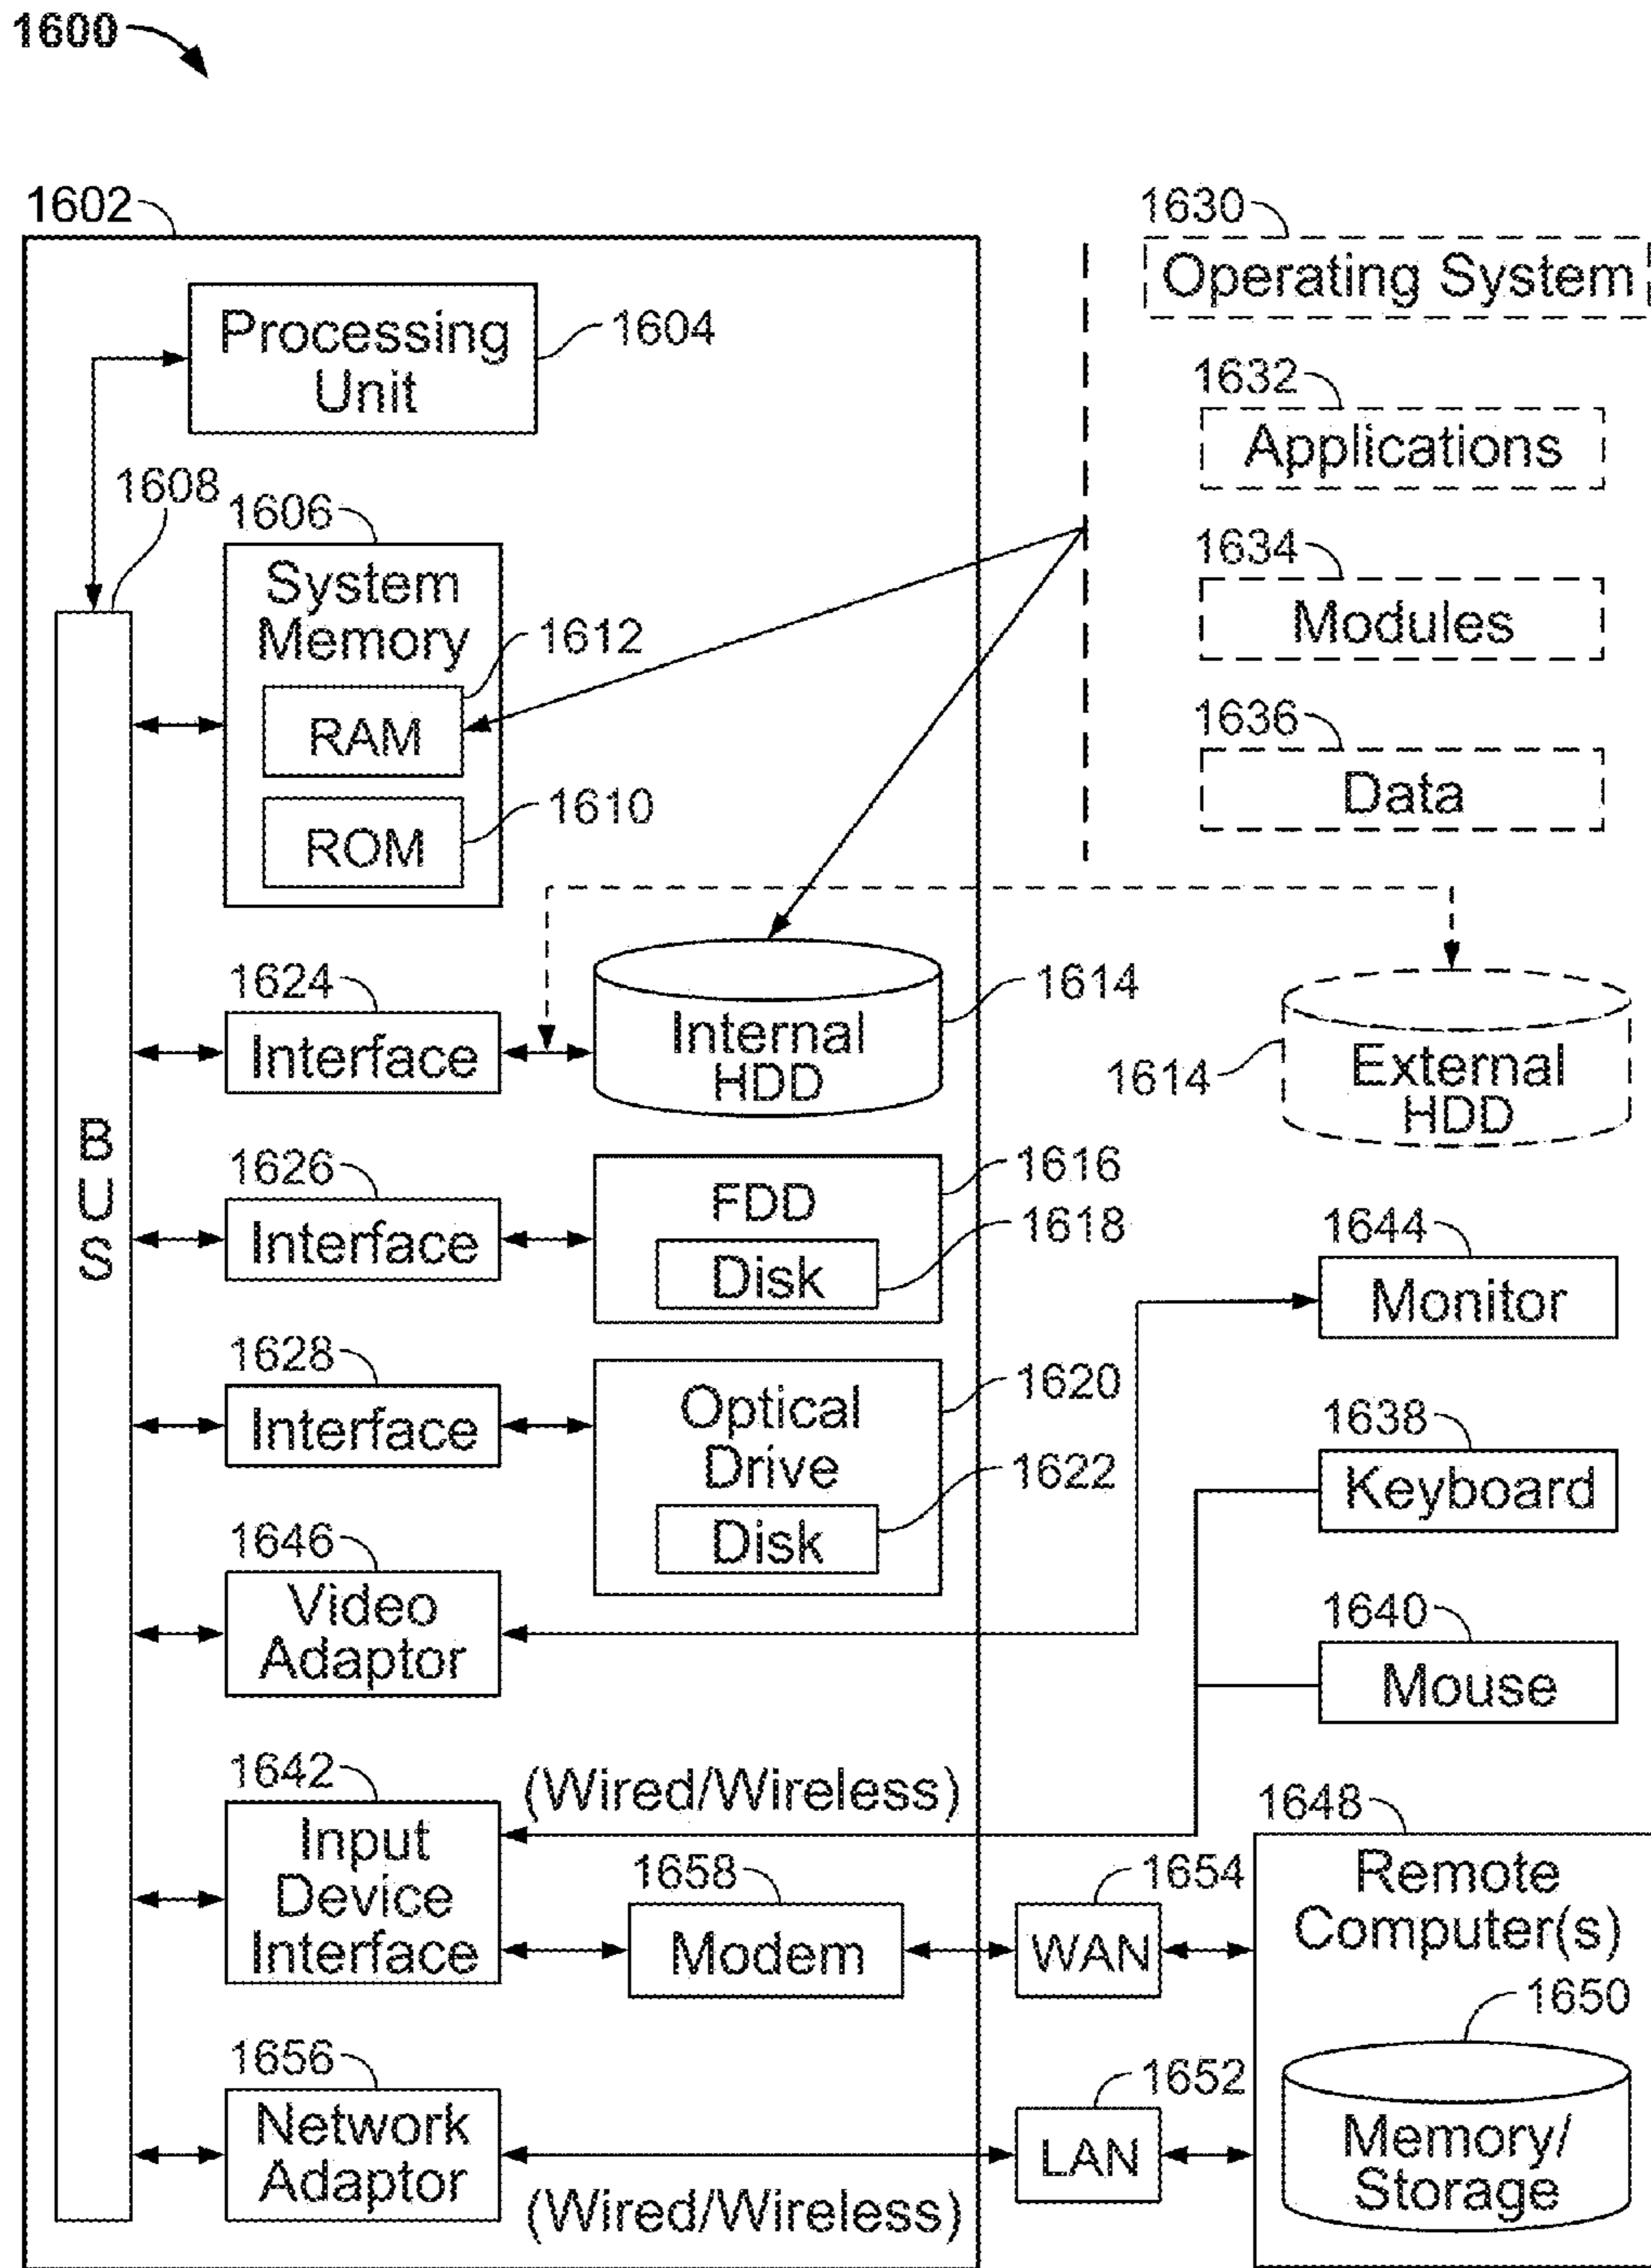 1600
1602
1630
Operating System
Processing
Unit
1604
1632
Applications
1608
1606
System
Memory
1612
RAM
1610
ROM
1634
Modules
1636
Data
1624
Interface
Internal
HDD
1614
1614
External
HDD
BUS
1626
Interface
FDD
1616
Disk
1618
1644
Monitor
1628
Interface
Optical
Drive
1620
Disk
1622
1638
Keyboard
1646
Video
Adaptor
1640
Mouse
1642
Input
Device
Interface
(Wired/Wireless)
1658
Modem
1654
WAN
1648
Remote
Computer(s)
1650
Memory/
Storage
1656
Network
Adaptor
(Wired/Wireless)
1652
LAN